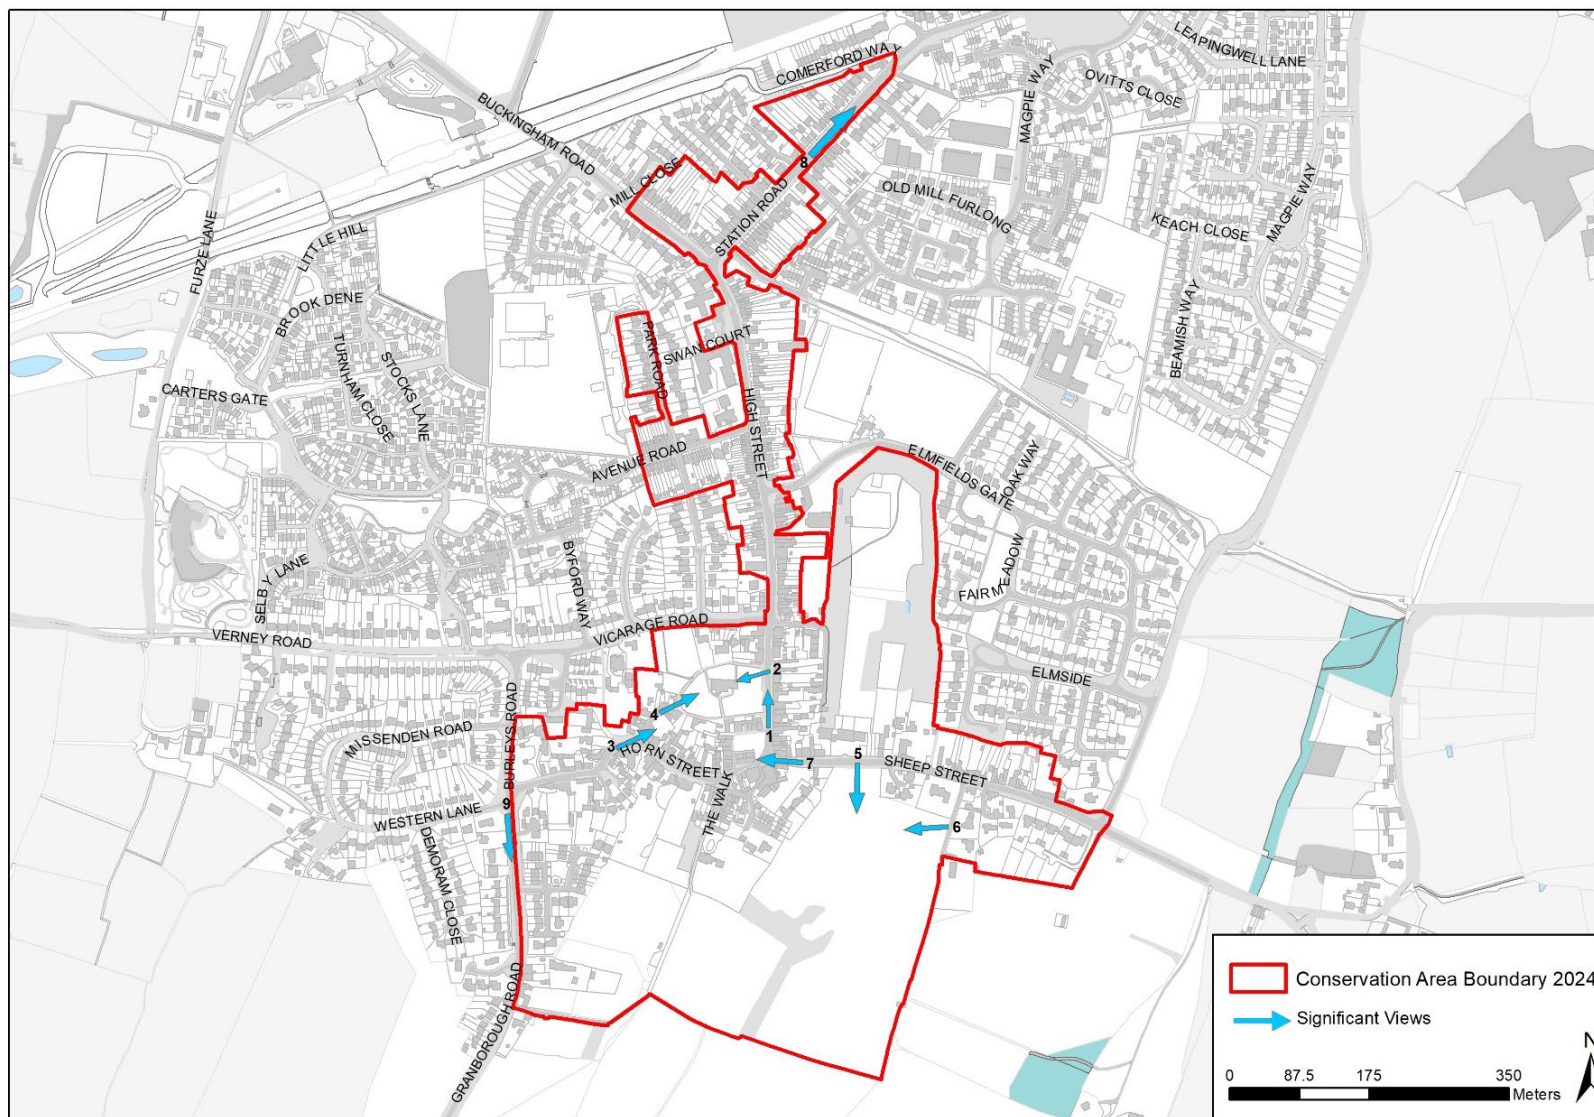 LEAPINGWELL LANE
COMERFORD WAY
OVITTS CLOSE
MAGPIE WAY
BUCKINGHAM ROAD
8
MILL CLOSE
OLD MILL FURLONG
STATION ROAD
KEACH CLOSE
MAGPIE WAY
FURZE LANE
LITTLE HILL
BROOK DENE
BEAMISH WAY
TURNHAM CLOSE
STOCKS LANE
PARK ROAD
SWAN COURT
CARTERS GATE
HIGH STREET
AVENUE ROAD
ELMFIELDS GATE
OAK WAY
BYFORD WAY
SELBY LANE
FAIRMEADOW
VICARAGE ROAD
VERNEY ROAD
2
ELMSIDE
4
BURLEYS ROAD
MISSENDEN ROAD
1
3
HORN STREET
5
7
SHEEP STREET
9
THE WALK
WESTERN LANE
6
DEMORAM CLOSE
GRANBOROUGH ROAD
Conservation Area Boundary 2024
Significant Views
N
0 87.5 175 350
Meters